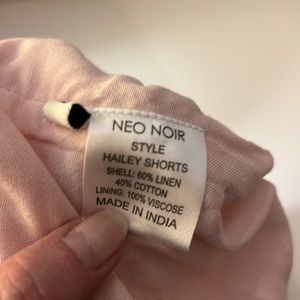 NEO NOIR
STYLE
HAILEY SHORTS
SHELL: 60% LINEN
40% COTTON
LINING: 100% VISCOSE
MADE IN INDIA